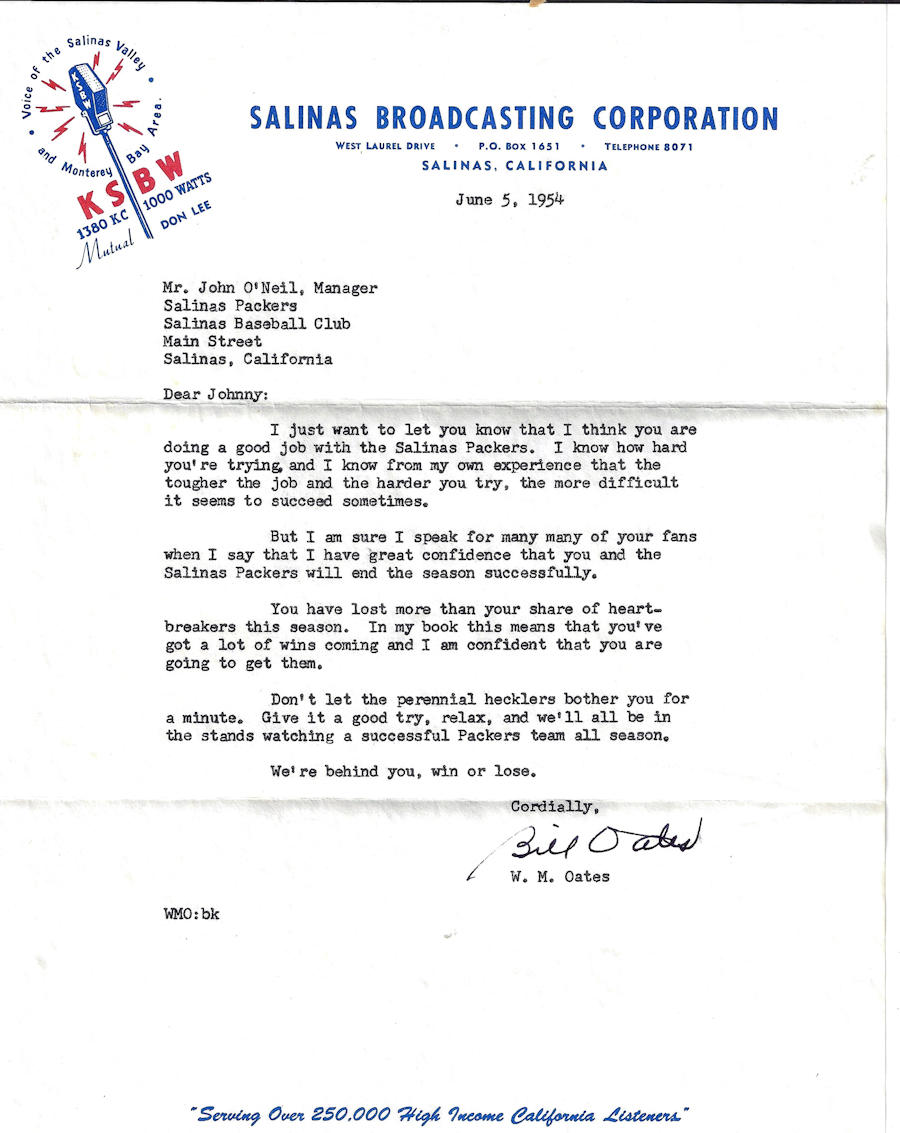 • Voice of the Salinas Valley •
and Monterey Bay Area.
KSBW
KSBW
1380 KC 1000 WATTS
Mutual DON LEE
SALINAS BROADCASTING CORPORATION
WEST LAUREL DRIVE • P.O. BOX 1651 • TELEPHONE 8071
SALINAS, CALIFORNIA
June 5, 1954
Mr. John O'Neil, Manager
Salinas Packers
Salinas Baseball Club
Main Street
Salinas, California
Dear Johnny:
I just want to let you know that I think you are
doing a good job with the Salinas Packers. I know how hard
you're trying, and I know from my own experience that the
tougher the job and the harder you try, the more difficult
it seems to succeed sometimes.
But I am sure I speak for many many of your fans
when I say that I have great confidence that you and the
Salinas Packers will end the season successfully.
You have lost more than your share of heart-
breakers this season. In my book this means that you've
got a lot of wins coming and I am confident that you are
going to get them.
Don't let the perennial hecklers bother you for
a minute. Give it a good try, relax, and we'll all be in
the stands watching a successful Packers team all season.
We're behind you, win or lose.
Cordially,
Bill Oates
W. M. Oates
WMO:bk
"Serving Over 250,000 High Income California Listeners"